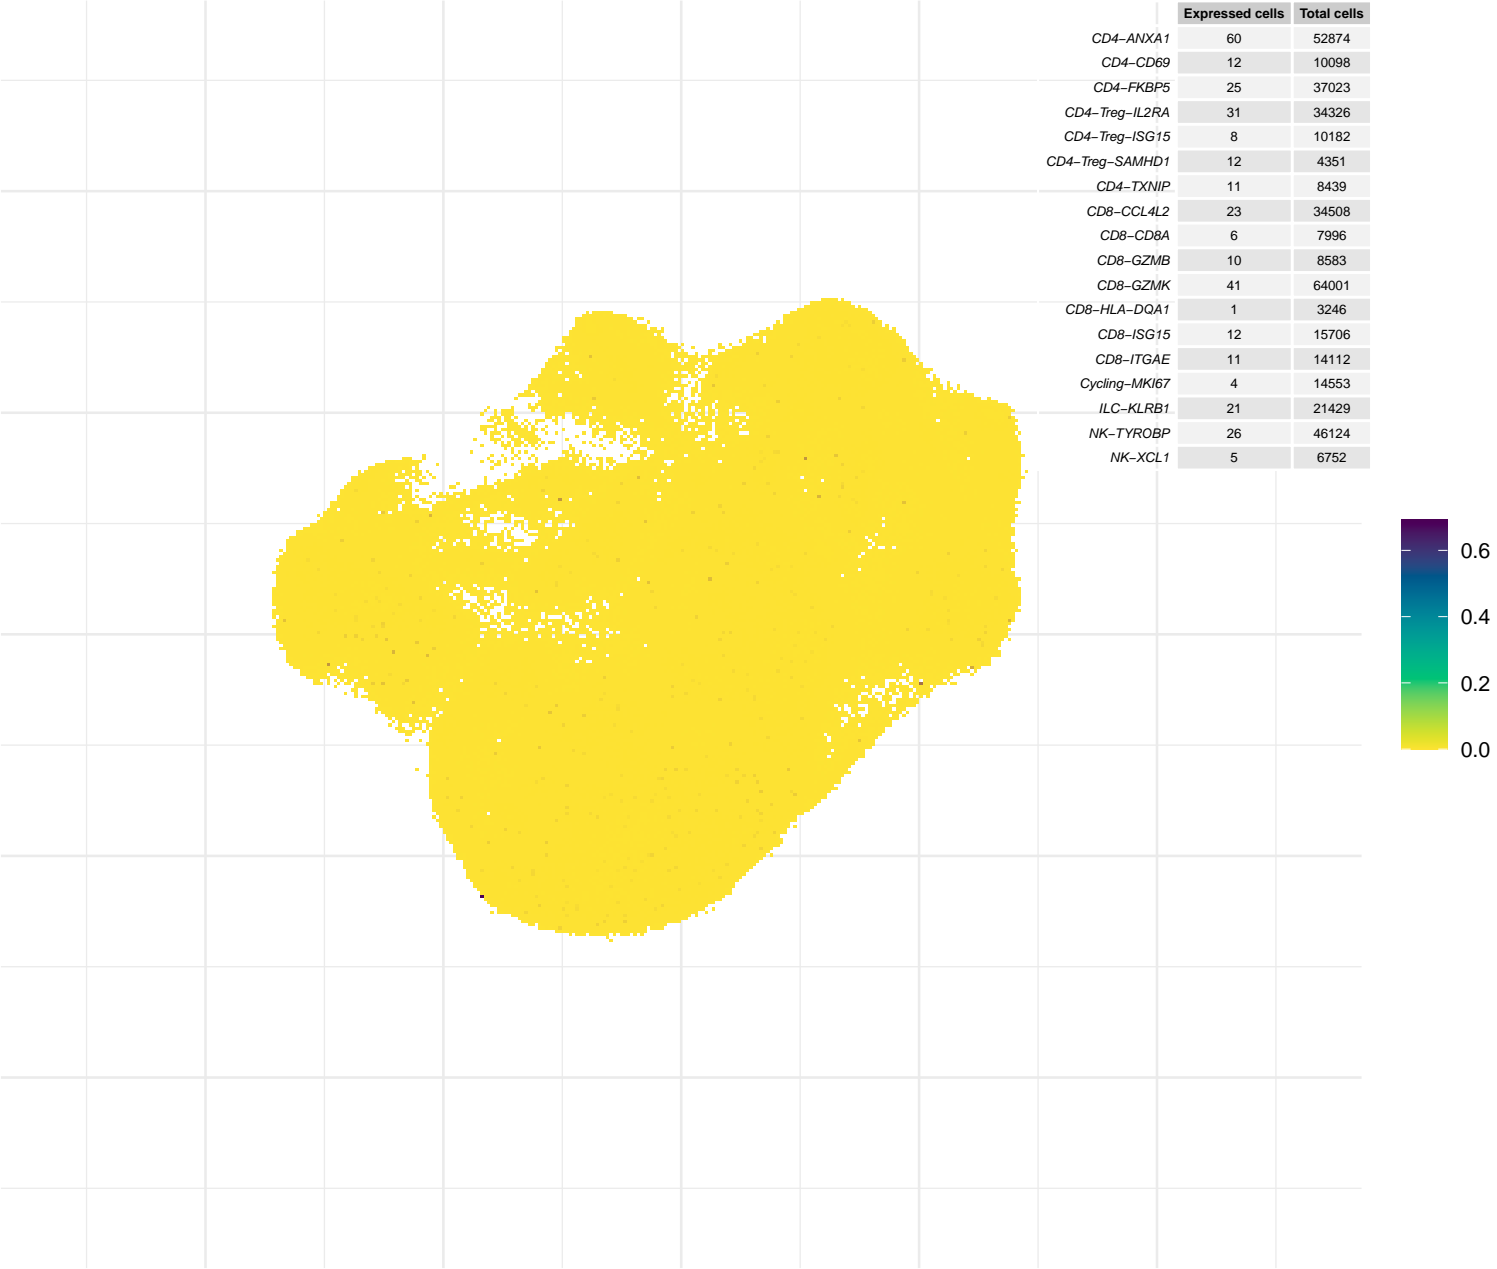 Expressed cells Total cells
CD4−ANXA1 60 52874
CD4−CD69 12 10098
CD4−FKBP5 25 37023
CD4−Treg−IL2RA 31 34326
CD4−Treg−ISG15 8 10182
CD4−Treg−SAMHD1 12 4351
CD4−TXNIP 11 8439
CD8−CCL4L2 23 34508
CD8−CD8A 6 7996
CD8−GZMB 10 8583
CD8−GZMK 41 64001
CD8−HLA−DQA1 1 3246
CD8−ISG15 12 15706
CD8−ITGAE 11 14112
Cycling−MKI67 4 14553
ILC−KLRB1 21 21429
NK−TYROBP 26 46124
NK−XCL1 5 6752
0.6
0.4
0.2
0.0